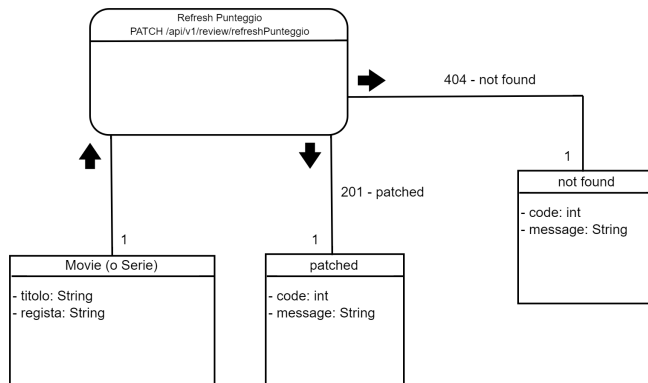 Refresh Punteggio
PATCH /api/v1/review/refreshPunteggio
404 - not found
1
not found
- code: int
- message: String
201 - patched
1
1
Movie (o Serie)
- titolo: String
- regista: String
patched
- code: int
- message: String